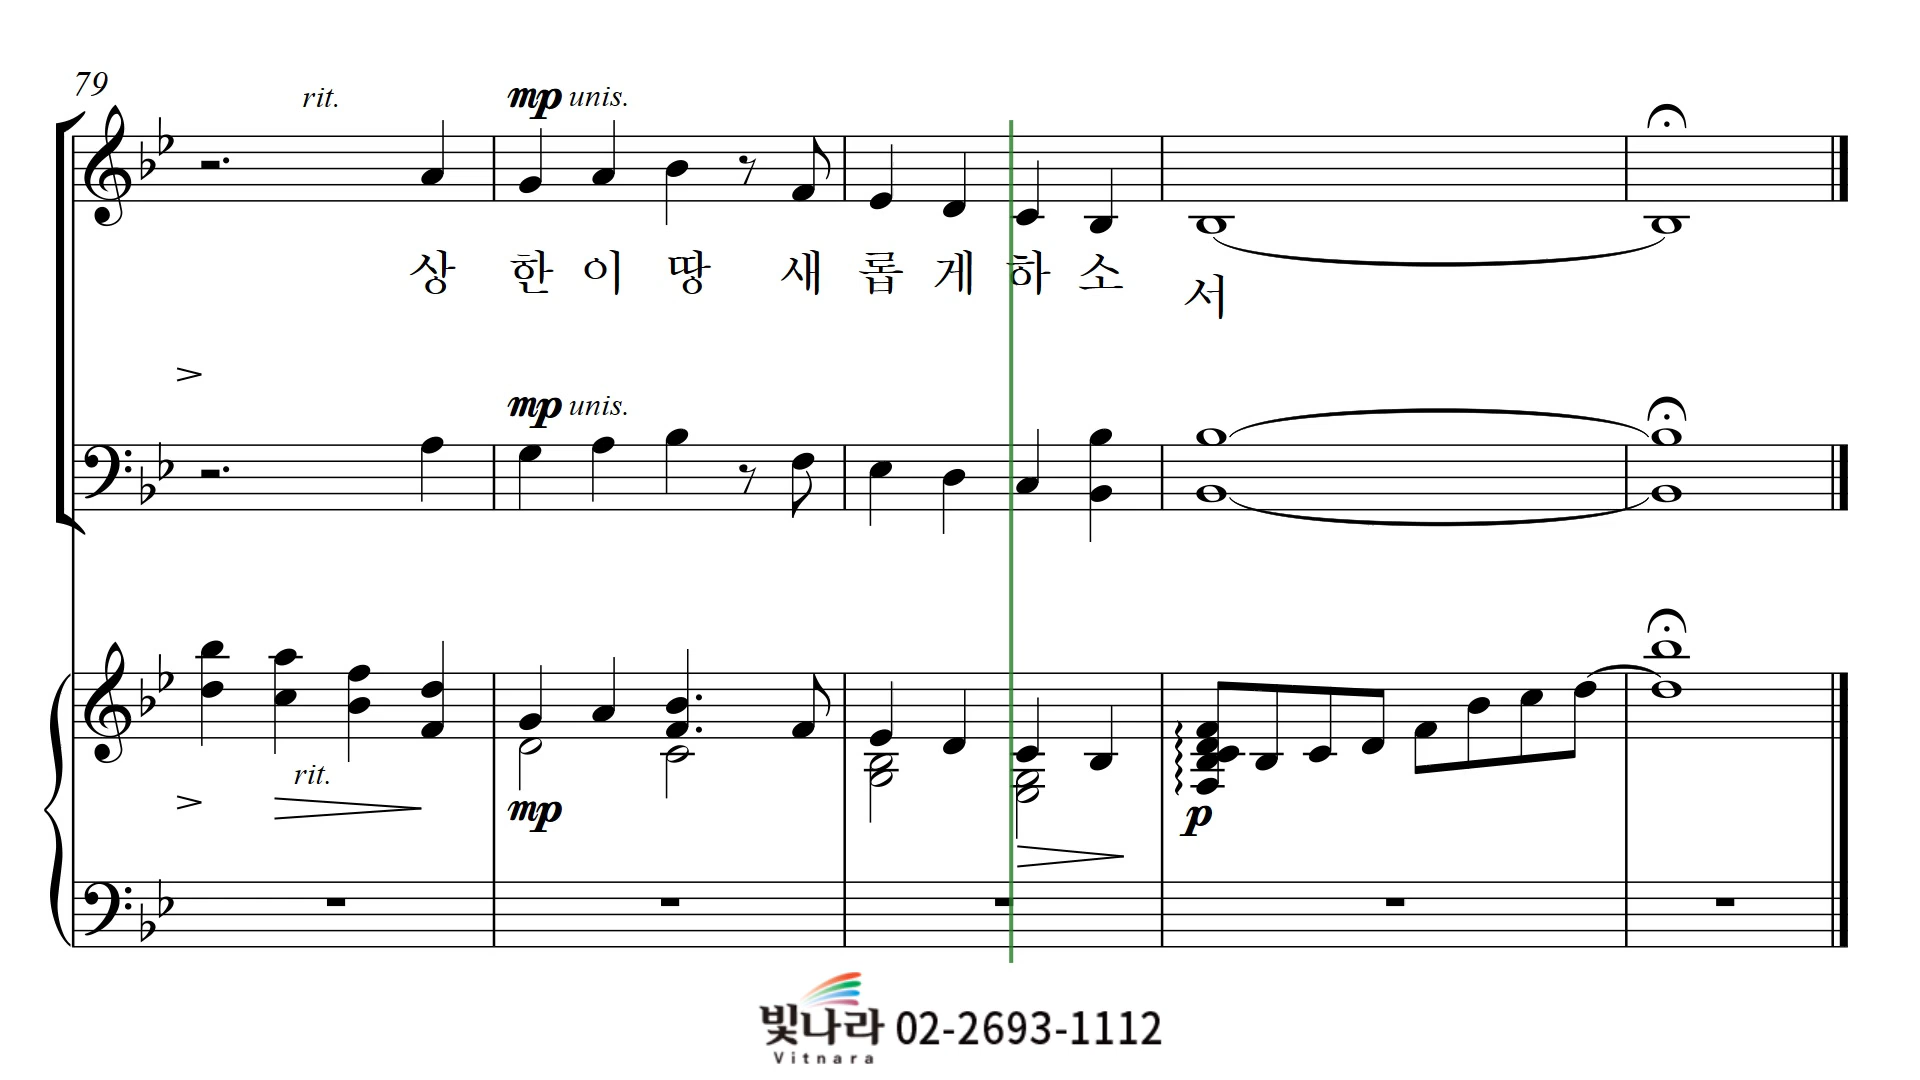 79
rit.
mp unis.
상 한 이 땅 새 롭 게 하 소 서
mp unis.
rit.
mp
p
빛나라 02-2693-1112
Vitnara